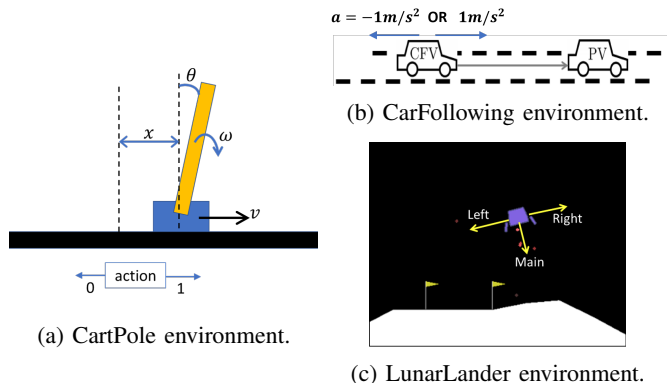 θ
x
ω
v
0 action 1
(a) CartPole environment.
a = −1m/s² OR 1m/s²
CFV PV
(b) CarFollowing environment.
Left Right
Main
(c) LunarLander environment.